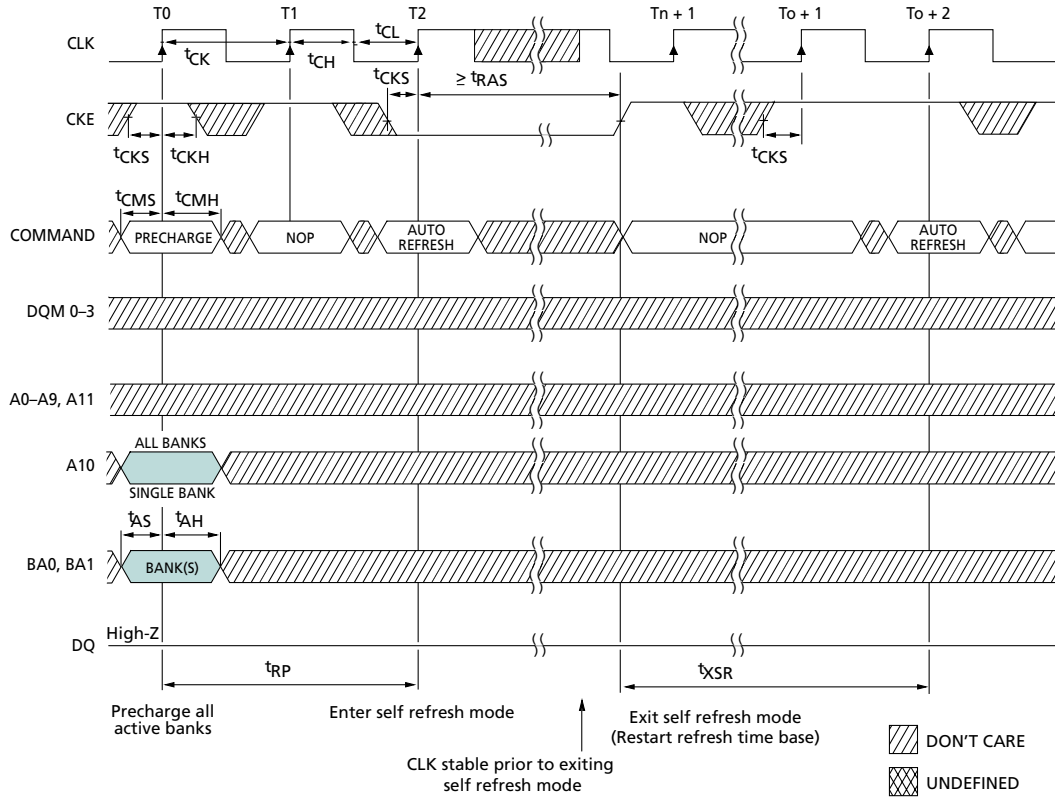 T0 T1 T2 Tn + 1 To + 1 To + 2
CLK
tCK tCH tCL
tCKS ≥ tRAS
CKE
tCKS tCKH tCKS
tCMS tCMH
COMMAND PRECHARGE NOP AUTO REFRESH NOP AUTO REFRESH
DQM 0–3
A0–A9, A11
ALL BANKS
A10
SINGLE BANK
tAS tAH
BA0, BA1 BANK(S)
High-Z
DQ
tRP tXSR
Precharge all
active banks
Enter self refresh mode
CLK stable prior to exiting
self refresh mode
Exit self refresh mode
(Restart refresh time base)
DON'T CARE
UNDEFINED